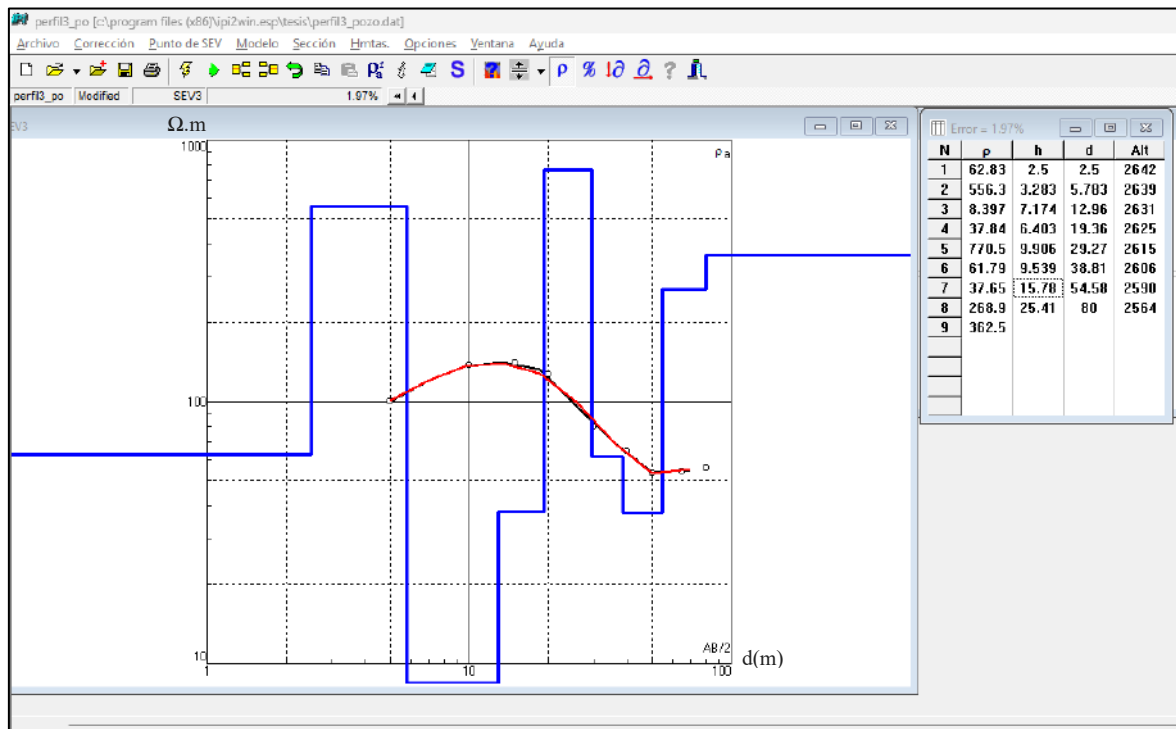 perfil3_po [c:\program files (x86)\ipi2win.esp\tesis\perfil3_pozo.dat]
Archivo Corrección Punto de SEV Modelo Sección Hrntas. Opciones Ventana Ayuda
S ρ % ?
perfil3_po Modified SEV3 1.97%
EV3 Ω.m
1000
ρa
100
10
AB/2
d(m)
1 10 100
Error = 1.97%
N ρ h d Alt
1 62.83 2.5 2.5 2642
2 556.3 3.283 5.783 2639
3 8.397 7.174 12.96 2631
4 37.84 6.403 19.36 2625
5 770.5 9.906 29.27 2615
6 61.79 9.539 38.81 2606
7 37.65 15.78 54.58 2590
8 268.9 25.41 80 2564
9 362.5